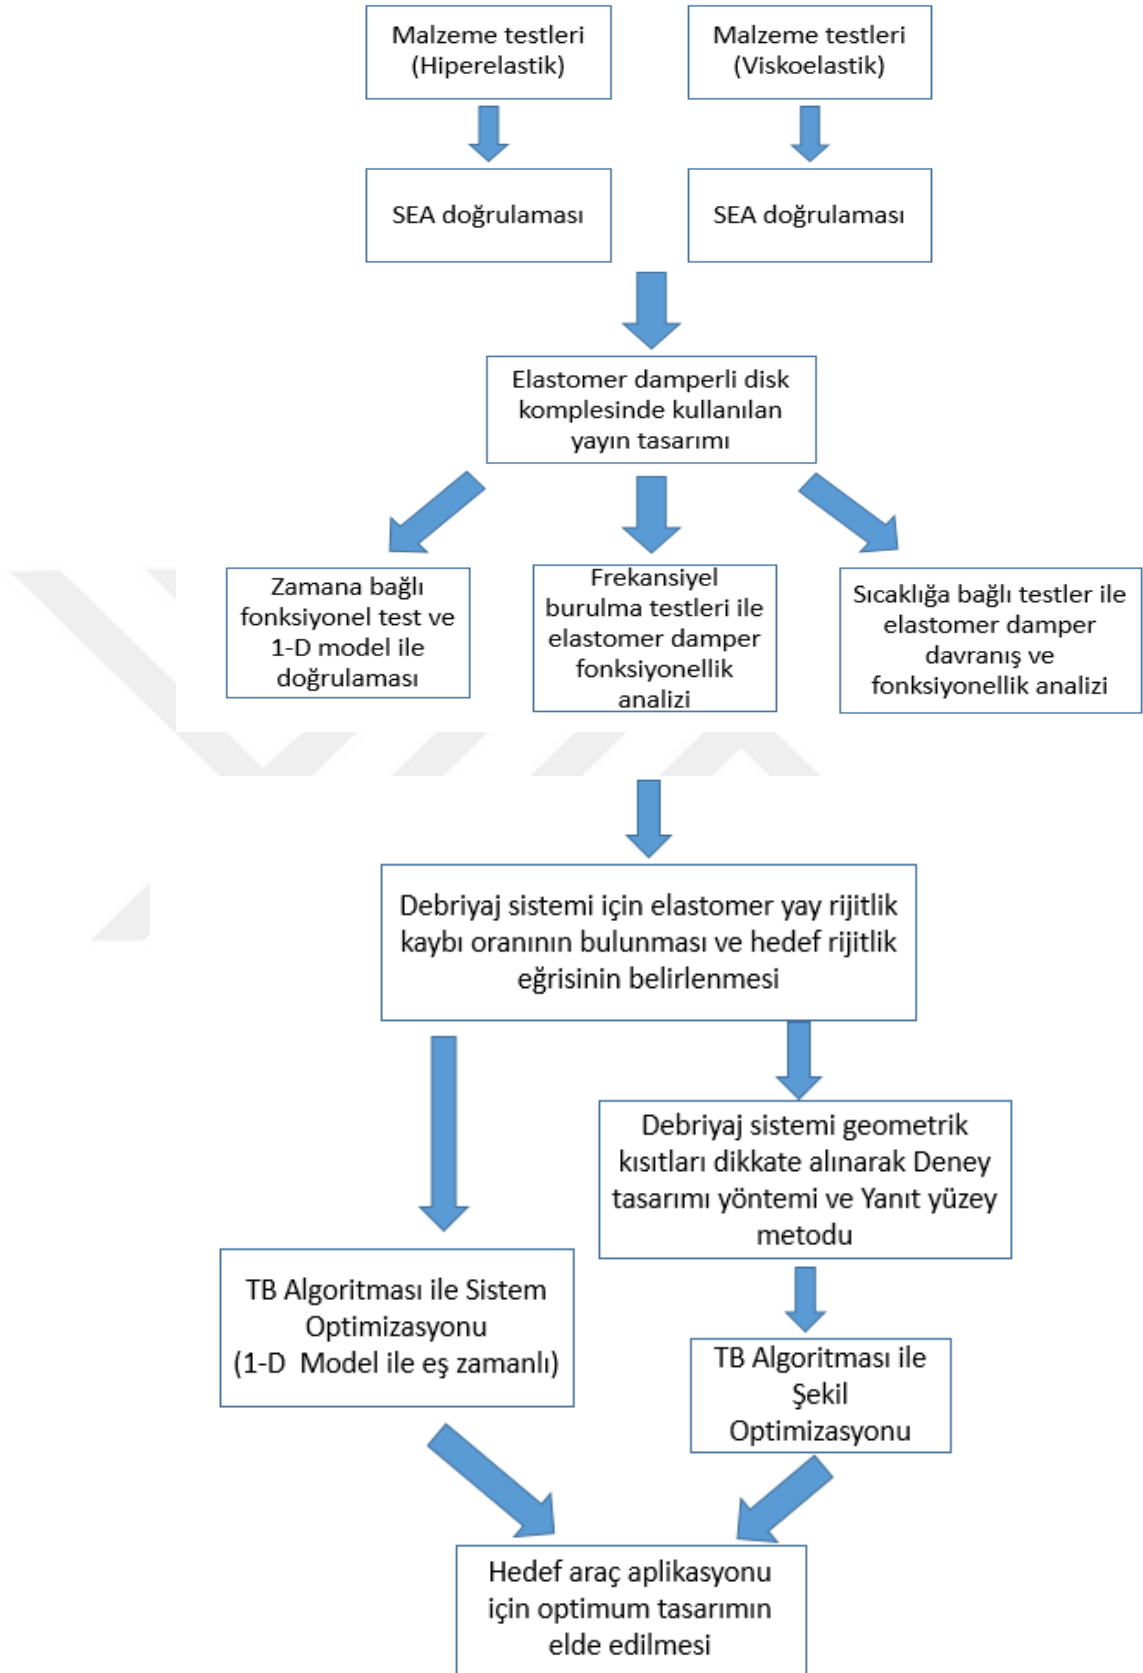 Malzeme testleri
(Hiperelastik)
Malzeme testleri
(Viskoelastik)
SEA doğrulaması
SEA doğrulaması
Elastomer damperli disk
komplesinde kullanılan
yayın tasarımı
Zamana bağlı
fonksiyonel test ve
1-D model ile
doğrulaması
Frekansiyel
burulma testleri ile
elastomer damper
fonksiyonellik
analizi
Sıcaklığa bağlı testler ile
elastomer damper
davranış ve
fonksiyonellik analizi
Debriyaj sistemi için elastomer yay rijitlik
kaybı oranının bulunması ve hedef rijitlik
eğrisinin belirlenmesi
Debriyaj sistemi geometrik
kısıtları dikkate alınarak Deney
tasarımı yöntemi ve Yanıt yüzey
metodu
TB Algoritması ile Sistem
Optimizasyonu
(1-D Model ile eş zamanlı)
TB Algoritması ile
Şekil
Optimizasyonu
Hedef araç aplikasyonu
için optimum tasarımın
elde edilmesi